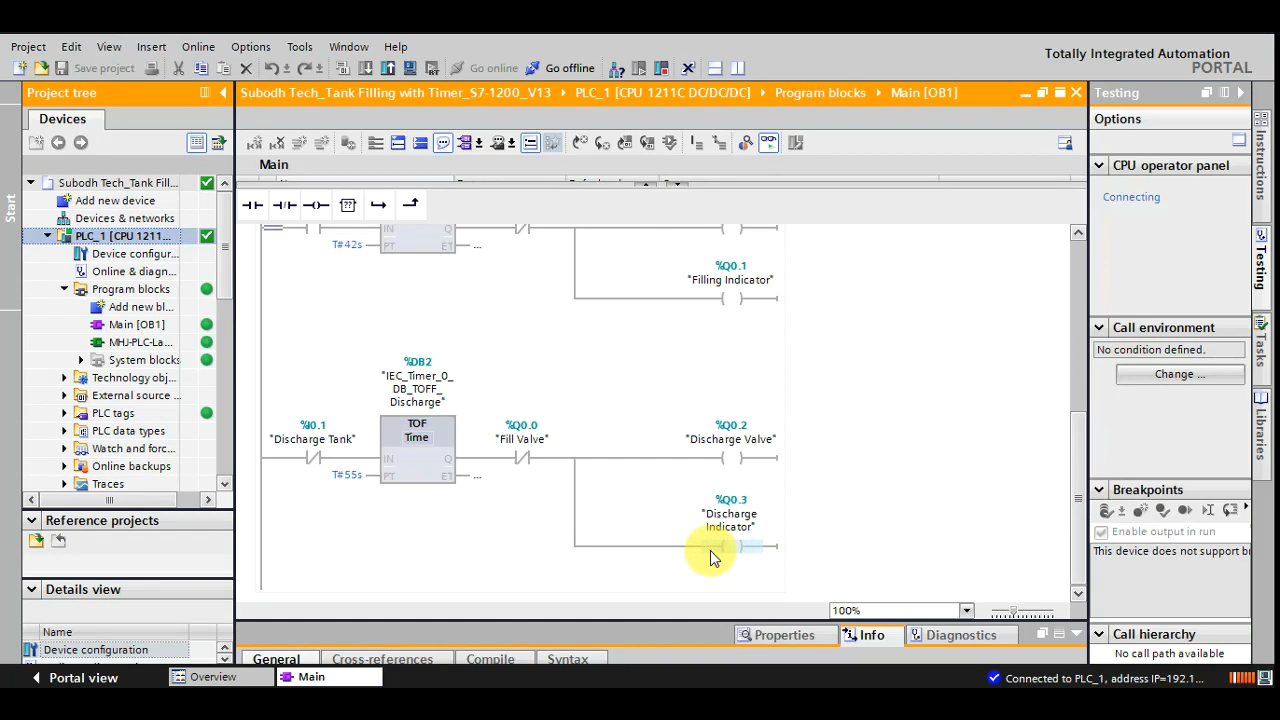 Project Edit View Insert Online Options Tools Window Help
Totally Integrated Automation
PORTAL
Save project
Go online
Go offline
Project tree
Subodh Tech_Tank Filling with Timer_S7-1200_V13 PLC_1 [CPU 1211C DC/DC/DC] Program blocks Main [OB1]
Testing
Devices
Options
Start
Main
CPU operator panel
Connecting
Subodh Tech_Tank Fill...
Add new device
Devices & networks
PLC_1 [CPU 1211...
Device configur...
Online & diagn...
Program blocks
Add new bl...
Main [OB1]
MHJ-PLC-La...
System blocks
Technology obj...
External source ...
PLC tags
PLC data types
Watch and forc...
Online backups
Traces
IN
Q
T#42s
PT
ET
...
%Q0.1
"Filling Indicator"
%DB2
"IEC_Timer_0_
DB_TOFF_
Discharge"
TOF
Time
%I0.1
"Discharge Tank"
%Q0.0
"Fill Valve"
%Q0.2
"Discharge Valve"
IN
Q
T#55s
PT
ET
...
%Q0.3
"Discharge
Indicator"
100%
Call environment
No condition defined.
Change ...
Breakpoints
Enable output in run
This device does not support br
Call hierarchy
No call path available
Instructions
Testing
Tasks
Libraries
Reference projects
Details view
Name
Device configuration
Properties
Info
Diagnostics
General
Cross-references
Compile
Syntax
Portal view
Overview
Main
Connected to PLC_1, address IP=192.1...